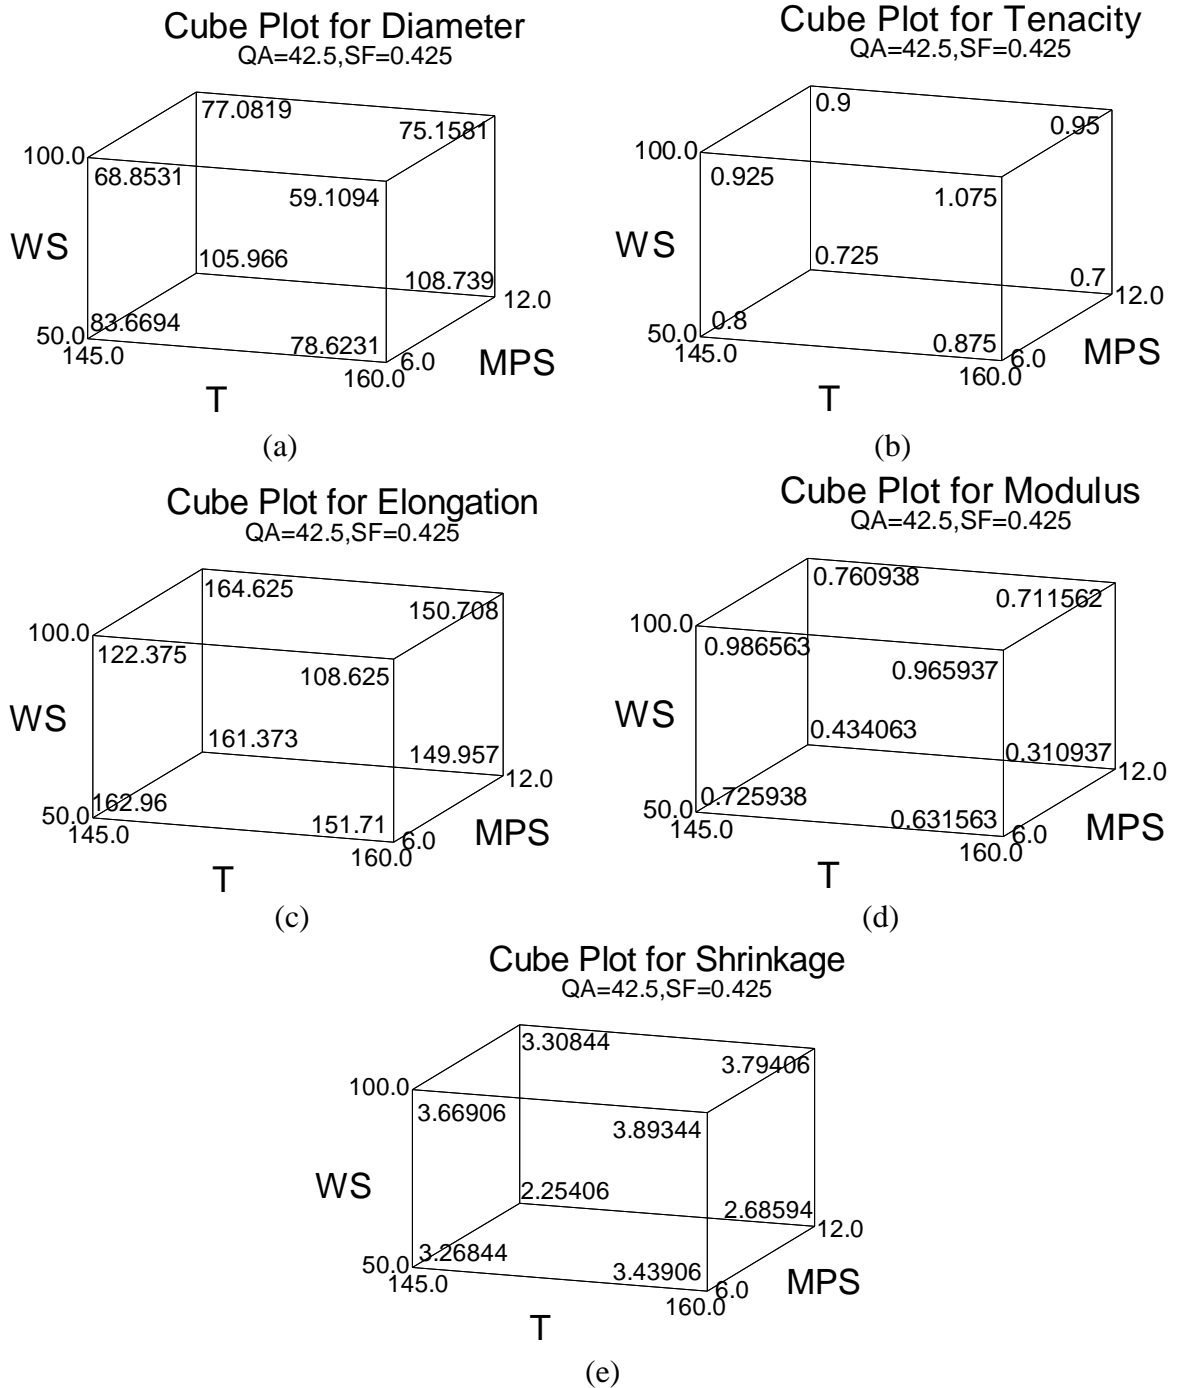 Cube Plot for Diameter
QA=42.5,SF=0.425
77.0819
75.1581
100.0
68.8531
59.1094
WS
105.966
108.739
12.0
83.6694
50.0
78.6231
145.0
6.0
MPS
160.0
T
(a)
Cube Plot for Tenacity
QA=42.5,SF=0.425
0.9
0.95
100.0
0.925
1.075
WS
0.725
0.7
12.0
0.8
50.0
0.875
145.0
6.0
MPS
160.0
T
(b)
Cube Plot for Elongation
QA=42.5,SF=0.425
164.625
150.708
100.0
122.375
108.625
WS
161.373
149.957
12.0
162.96
50.0
151.71
145.0
6.0
MPS
160.0
T
(c)
Cube Plot for Modulus
QA=42.5,SF=0.425
0.760938
0.711562
100.0
0.986563
0.965937
WS
0.434063
0.310937
12.0
0.725938
50.0
0.631563
145.0
6.0
MPS
160.0
T
(d)
Cube Plot for Shrinkage
QA=42.5,SF=0.425
3.30844
3.79406
100.0
3.66906
3.89344
WS
2.25406
2.68594
12.0
3.26844
50.0
3.43906
145.0
6.0
MPS
160.0
T
(e)